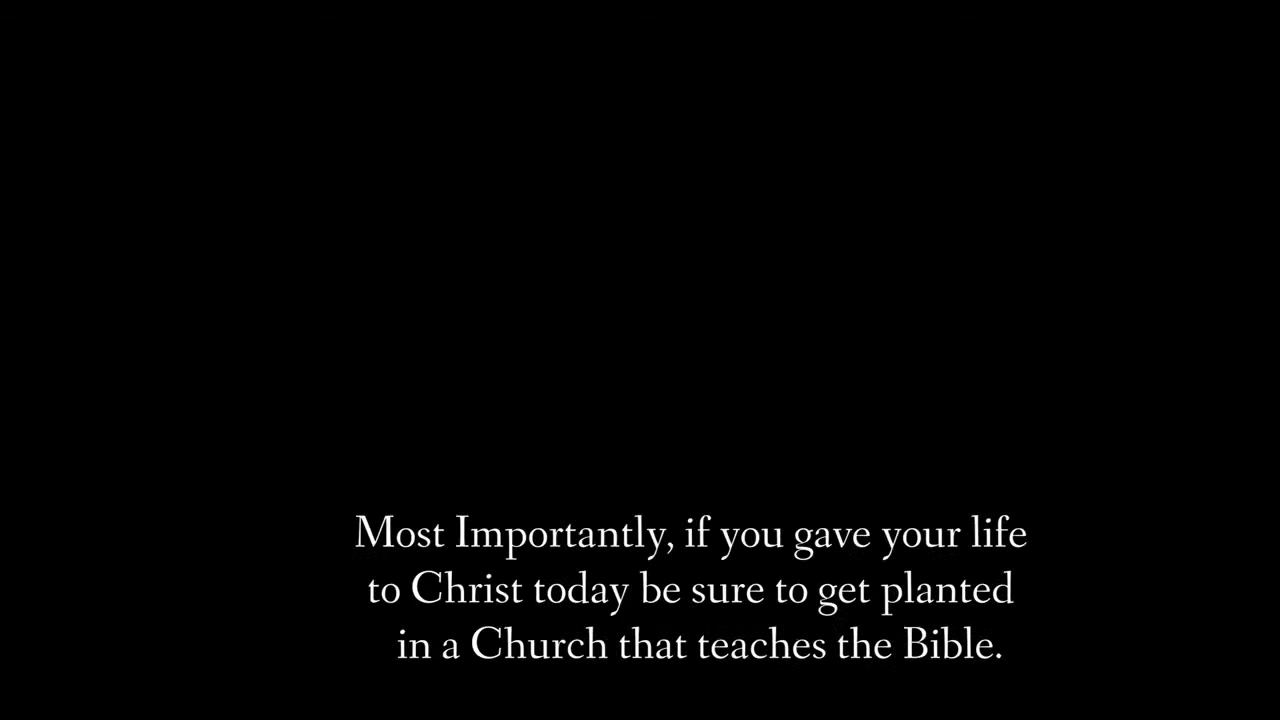 Most Importantly, if you gave your life
to Christ today be sure to get planted
in a Church that teaches the Bible.